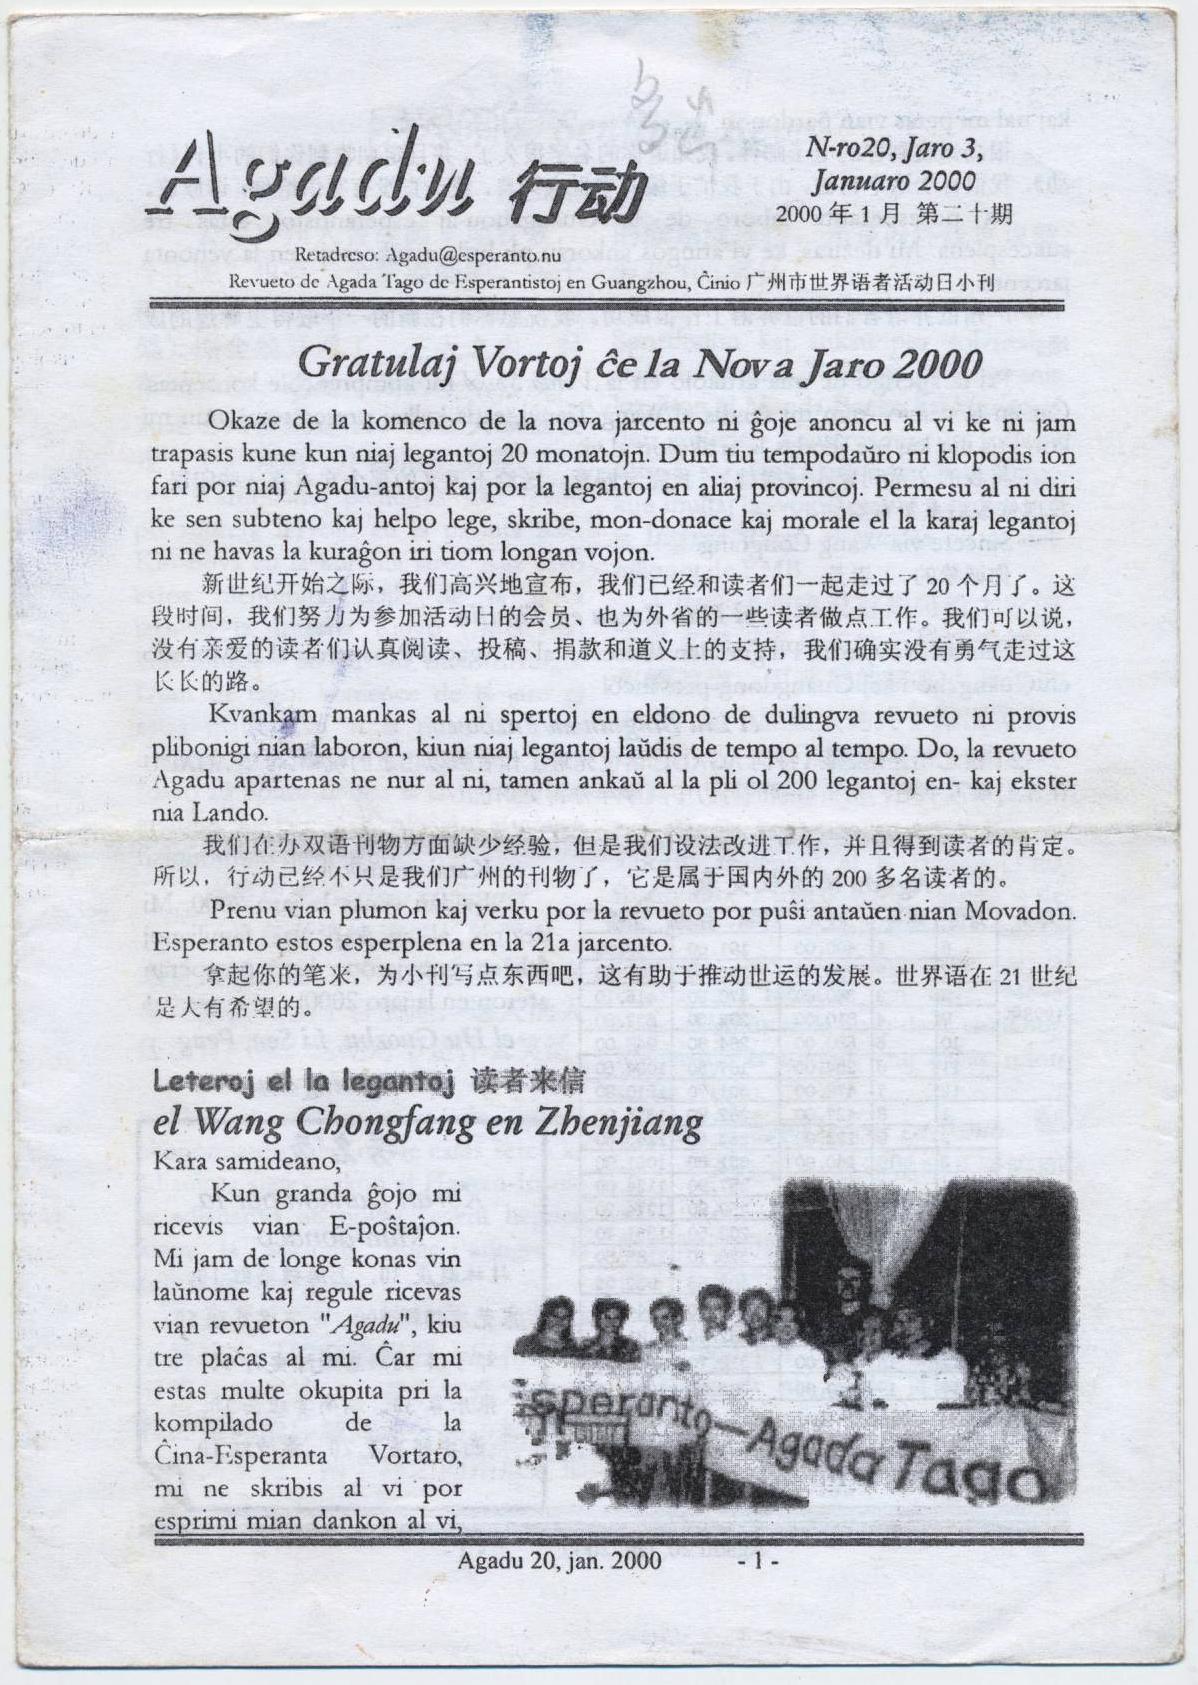 Agadu 行动
N-ro20, Jaro 3,
Januaro 2000
2000 年 1 月 第二十期
Retadreso: Agadu@esperanto.nu
Revueto de Agada Tago de Esperantistoj en Guangzhou, Ĉinio 广州市世界语者活动日小刊
Gratulaj Vortoj ĉe la Nova Jaro 2000
Okaze de la komenco de la nova jarcento ni ĝoje anoncu al vi ke ni jam
trapasis kune kun niaj legantoj 20 monatojn. Dum tiu tempodaŭro ni klopodis ion
fari por niaj Agadu-antoj kaj por la legantoj en aliaj provincoj. Permesu al ni diri
ke sen subteno kaj helpo lege, skribe, mon-donace kaj morale el la karaj legantoj
ni ne havas la kuraĝon iri tiom longan vojon.
新世纪开始之际，我们高兴地宣布，我们已经和读者们一起走过了 20 个月了。这
段时间，我们努力为参加活动日的会员、也为外省的一些读者做点工作。我们可以说，
没有亲爱的读者们认真阅读、投稿、捐款和道义上的支持，我们确实没有勇气走过这
长长的路。
Kvankam mankas al ni spertoj en eldono de dulingva revueto ni provis
plibonigi nian laboron, kiun niaj legantoj laŭdis de tempo al tempo. Do, la revueto
Agadu apartenas ne nur al ni, tamen ankaŭ al la pli ol 200 legantoj en- kaj ekster
nia Lando.
我们在办双语刊物方面缺少经验，但是我们设法改进工作，并且得到读者的肯定。
所以，行动已经不只是我们广州的刊物了，它是属于国内外的 200 多名读者的。
Prenu vian plumon kaj verku por la revueto por puŝi antaŭen nian Movadon.
Esperanto estos esperplena en la 21a jarcento.
拿起你的笔来，为小刊写点东西吧，这有助于推动世运的发展。世界语在 21 世纪
是大有希望的。
Leteroj el la legantoj 读者来信
el Wang Chongfang en Zhenjiang
Kara samideano,
Kun granda ĝojo mi
ricevis vian E-poŝtaĵon.
Mi jam de longe konas vin
laŭnome kaj regule ricevas
vian revueton "Agadu", kiu
tre plaĉas al mi. Ĉar mi
estas multe okupita pri la
kompilado de la
Ĉina-Esperanta Vortaro,
mi ne skribis al vi por
esprimi mian dankon al vi,
Esperanto—Agada Tago
Agadu 20, jan. 2000 - 1 -